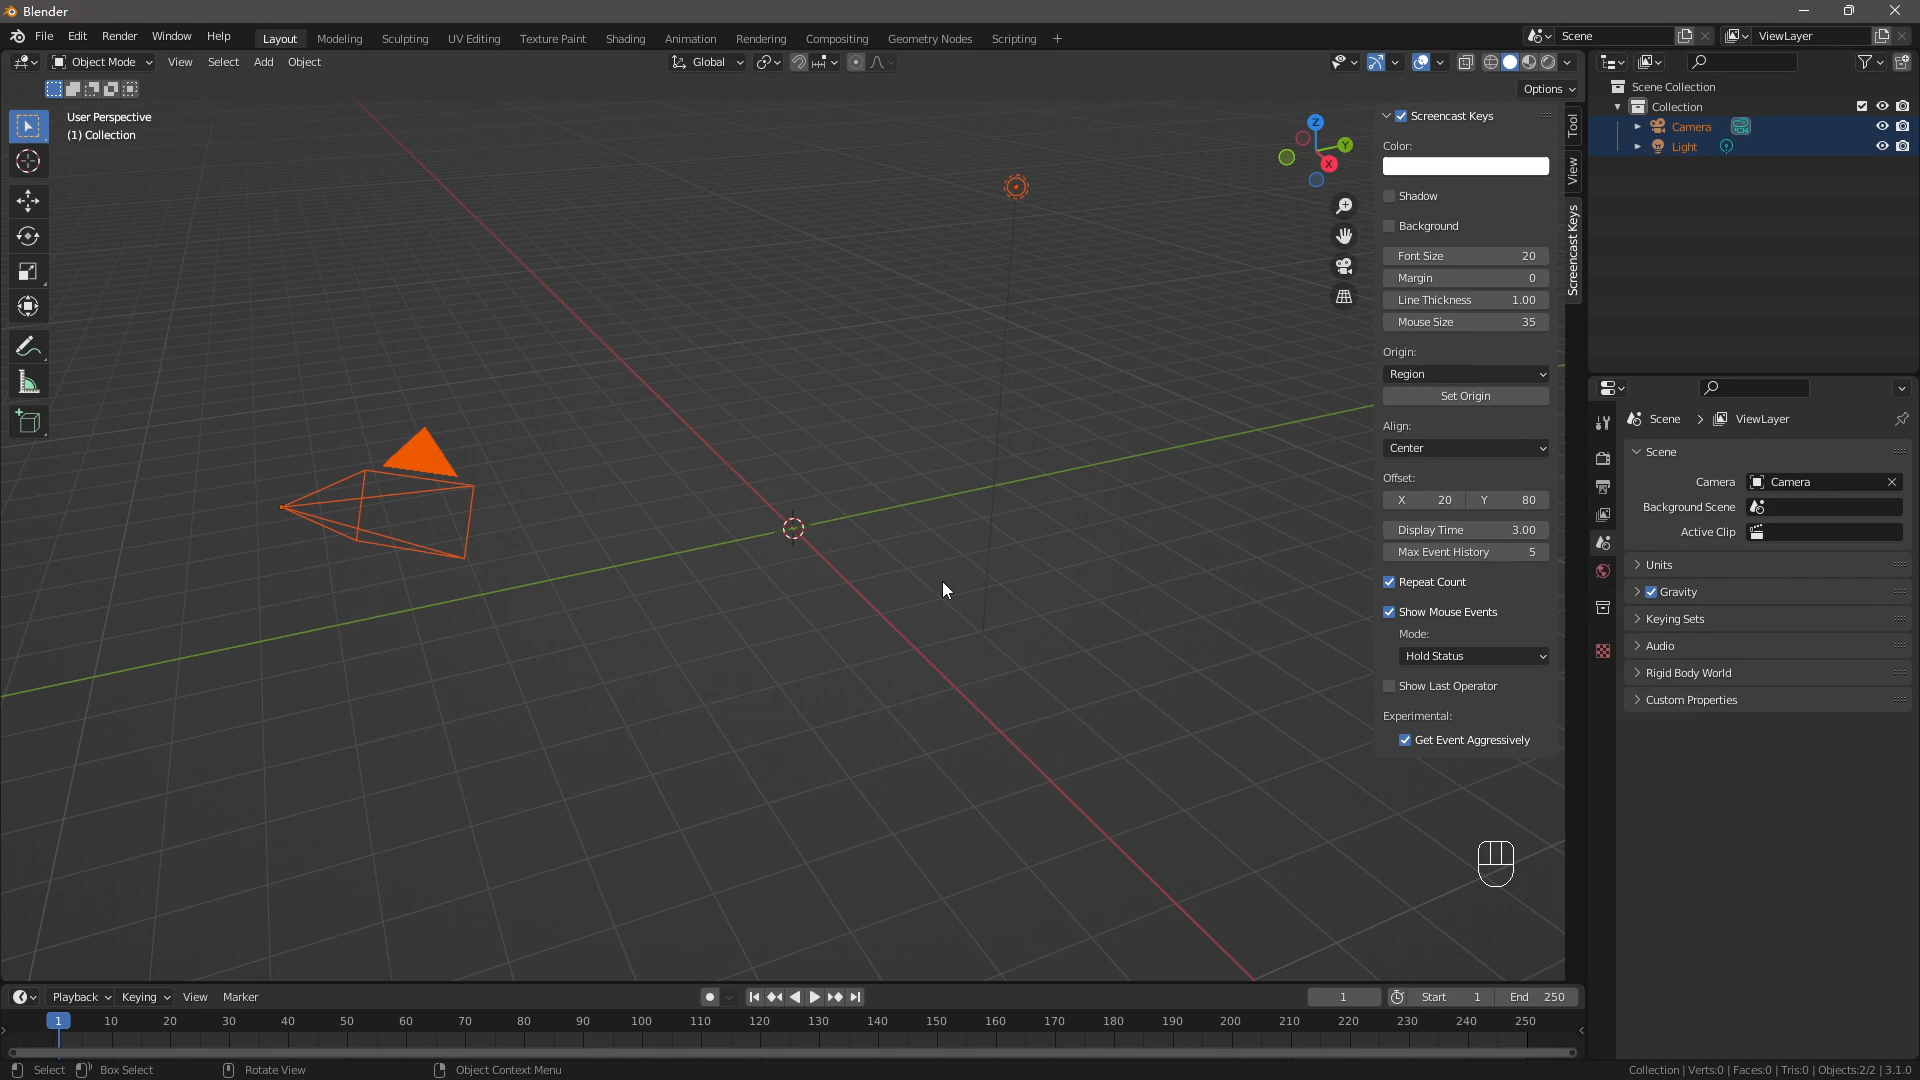 Blender
File Edit Render Window Help Layout Modeling Sculpting UV Editing Texture Paint Shading Animation Rendering Compositing Geometry Nodes Scripting + Scene ViewLayer
Object Mode View Select Add Object Global
Options
User Perspective
(1) Collection
Z
Y
X
Screencast Keys
Color:
Shadow
Background
Font Size 20
Margin 0
Line Thickness 1.00
Mouse Size 35
Origin:
Region
Set Origin
Align:
Center
Offset:
X 20 Y 80
Display Time 3.00
Max Event History 5
Repeat Count
Show Mouse Events
Mode:
Hold Status
Show Last Operator
Experimental:
Get Event Aggressively
Tool
View
Screencast Keys
Scene Collection
Collection
Camera
Light
Scene ViewLayer
Scene
Camera Camera
Background Scene
Active Clip
Units
Gravity
Keying Sets
Audio
Rigid Body World
Custom Properties
Playback Keying View Marker 1 Start 1 End 250
1 10 20 30 40 50 60 70 80 90 100 110 120 130 140 150 160 170 180 190 200 210 220 230 240 250
Select Box Select Rotate View Object Context Menu Collection | Verts:0 | Faces:0 | Tris:0 | Objects:2/2 | 3.1.0